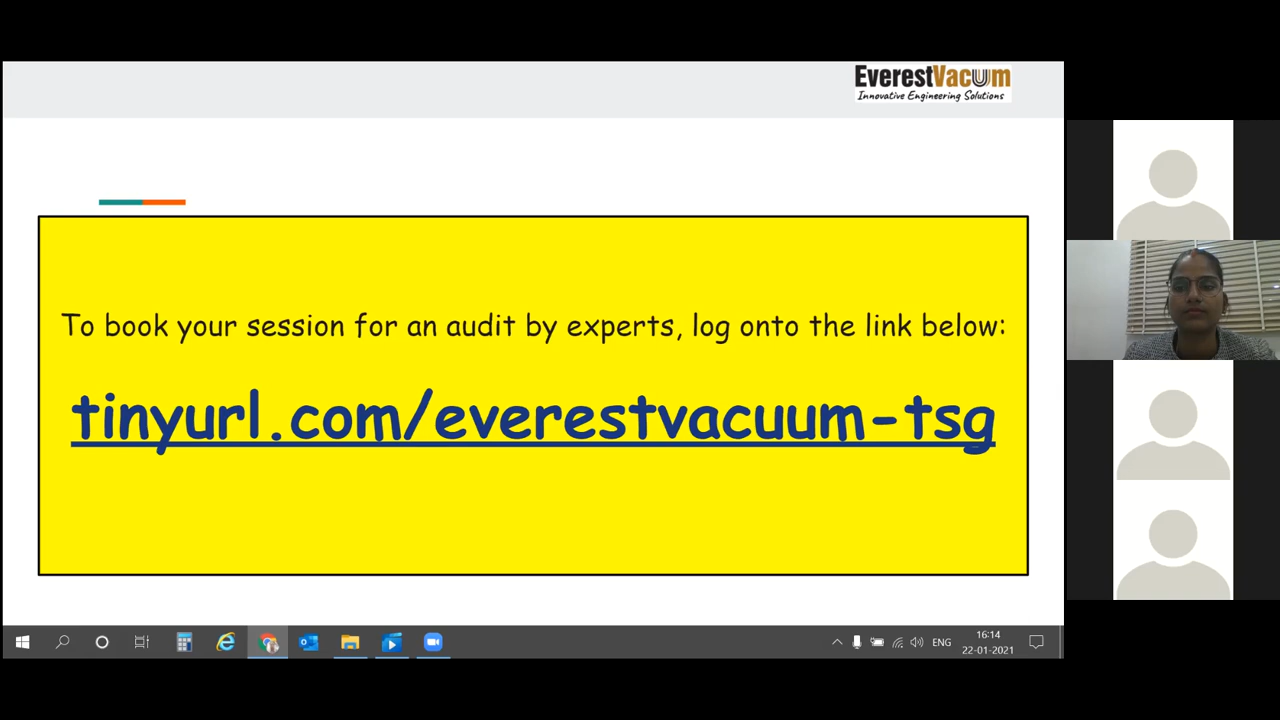 EverestVacuum
Innovative Engineering Solutions
To book your session for an audit by experts, log onto the link below:
tinyurl.com/everestvacuum-tsg
ENG
16:14
22-01-2021